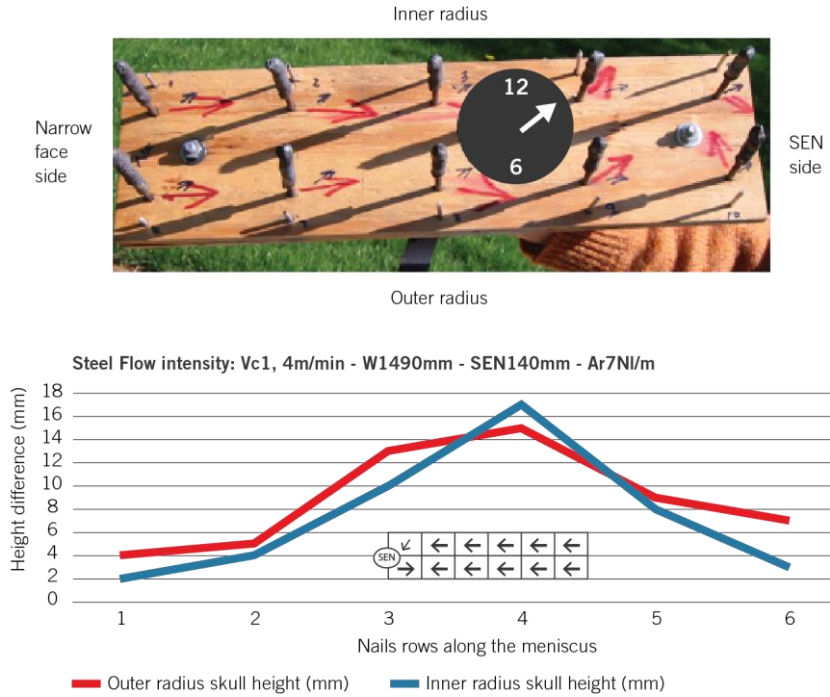 Inner radius
Narrow
face
side
12
6
SEN
side
Outer radius
Steel Flow intensity: Vc1, 4m/min - W1490mm - SEN140mm - Ar7Nl/m
Height difference (mm)
18
16
14
12
10
8
6
4
2
0
SEN
1 2 3 4 5 6
Nails rows along the meniscus
Outer radius skull height (mm) Inner radius skull height (mm)